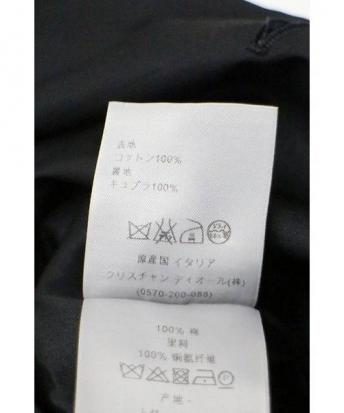 表地
コットン100%
裏地
キュプラ100%
原産国 イタリア
クリスチャン ディオール(株)
(0570-200-088)
100% 棉
里料
100% 铜氨纤维
产地 -